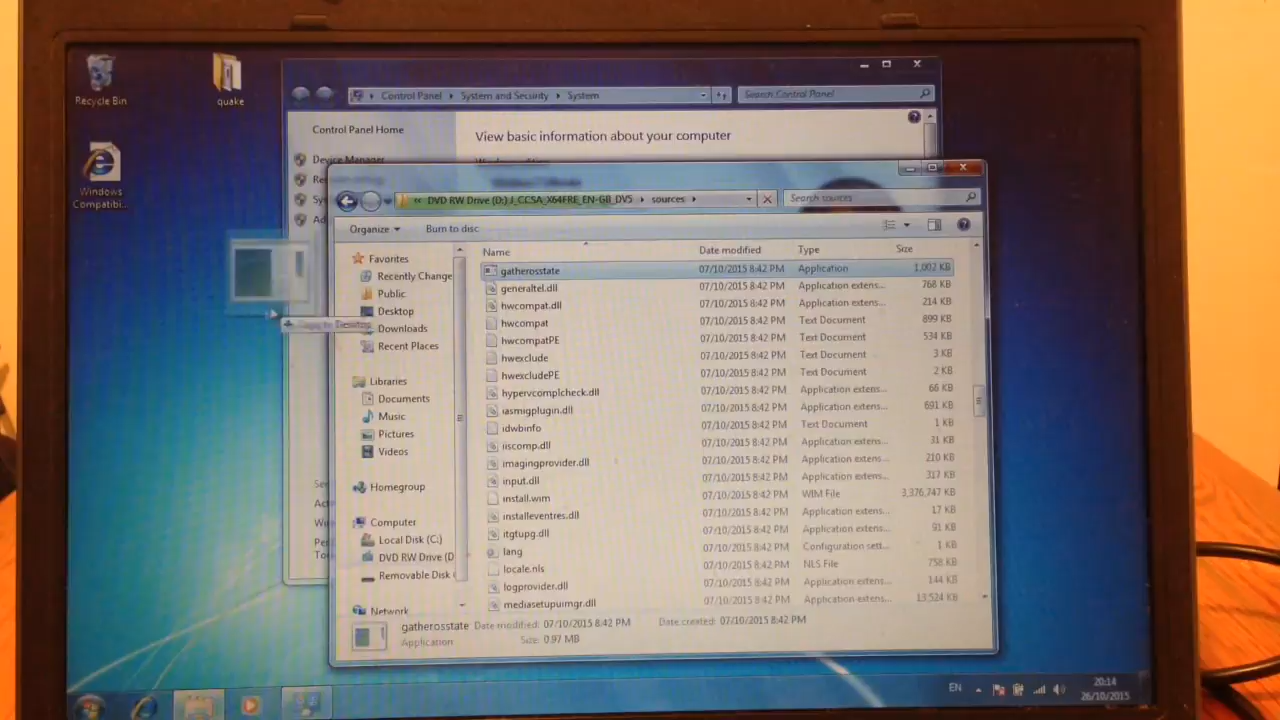 Recycle Bin
quake
Windows
Compatibi...
Control Panel
System and Security
System
Search Control Panel
Control Panel Home
View basic information about your computer
Device Manager
DVD RW Drive (D:) J_CCSA_X64FRE_EN-GB_DV5
sources
Search sources
Organize
Burn to disc
Copy to Desktop
Favorites
Recently Change
Public
Desktop
Downloads
Recent Places
Libraries
Documents
Music
Pictures
Videos
Homegroup
Computer
Local Disk (C:)
DVD RW Drive (D
Removable Disk
Network
Name Date modified Type Size
gatherosstate 07/10/2015 8:42 PM Application 1,002 KB
generaltel.dll 07/10/2015 8:42 PM Application extens... 768 KB
hwcompat.dll 07/10/2015 8:42 PM Application extens... 214 KB
hwcompat 07/10/2015 8:42 PM Text Document 899 KB
hwcompatPE 07/10/2015 8:42 PM Text Document 534 KB
hwexclude 07/10/2015 8:42 PM Text Document 3 KB
hwexcludePE 07/10/2015 8:42 PM Text Document 2 KB
hypervcomplcheck.dll 07/10/2015 8:42 PM Application extens... 66 KB
iasmigplugin.dll 07/10/2015 8:42 PM Application extens... 691 KB
idwbinfo 07/10/2015 8:42 PM Text Document 1 KB
iiscomp.dll 07/10/2015 8:42 PM Application extens... 31 KB
imagingprovider.dll 07/10/2015 8:42 PM Application extens... 210 KB
input.dll 07/10/2015 8:42 PM Application extens... 317 KB
install.wim 07/10/2015 8:42 PM WIM File 3,376,747 KB
installeventres.dll 07/10/2015 8:42 PM Application extens... 17 KB
itgtupg.dll 07/10/2015 8:42 PM Application extens... 91 KB
lang 07/10/2015 8:42 PM Configuration sett... 1 KB
locale.nls 07/10/2015 8:42 PM NLS File 758 KB
logprovider.dll 07/10/2015 8:42 PM Application extens... 144 KB
mediasetupuimgr.dll 07/10/2015 8:42 PM Application extens... 13,524 KB
gatherosstate Date modified: 07/10/2015 8:42 PM Date created: 07/10/2015 8:42 PM
Application Size: 0.97 MB
EN
20:14
26/10/2015